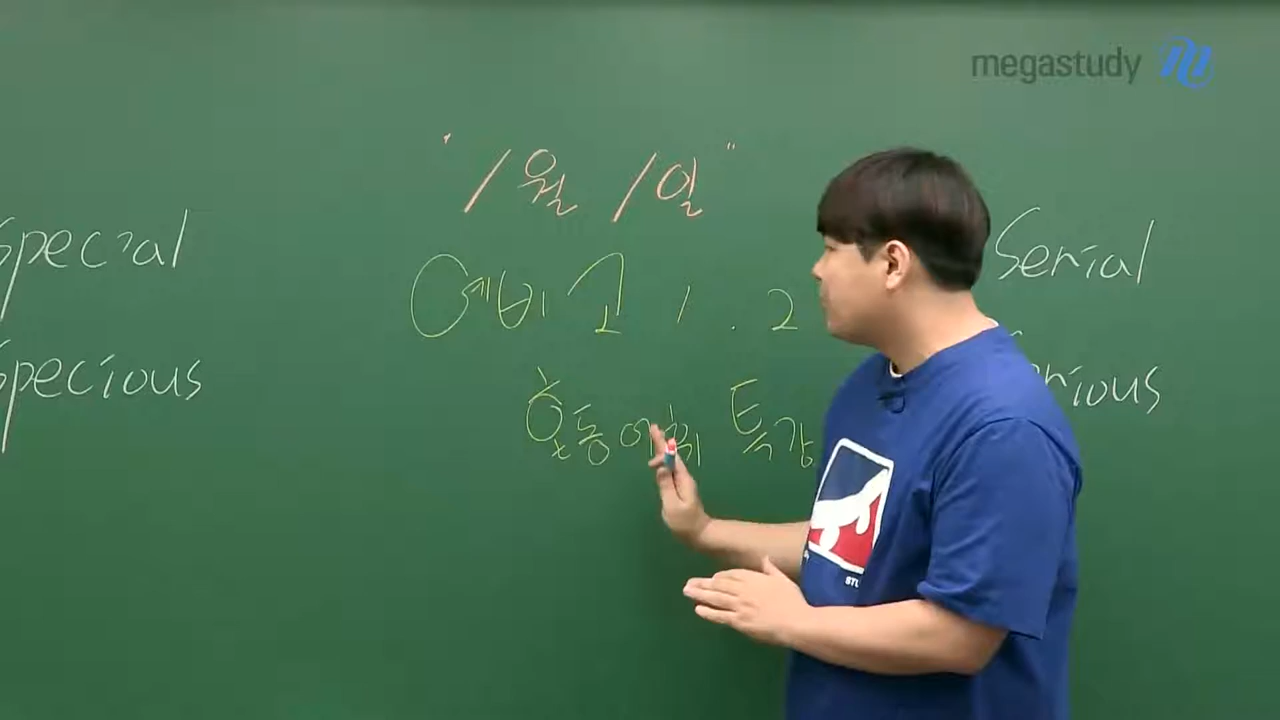 megastudy
"1월 1일"
Special
예비 고 1. 2
Serial
Specious
혼동어휘 특강
Serious